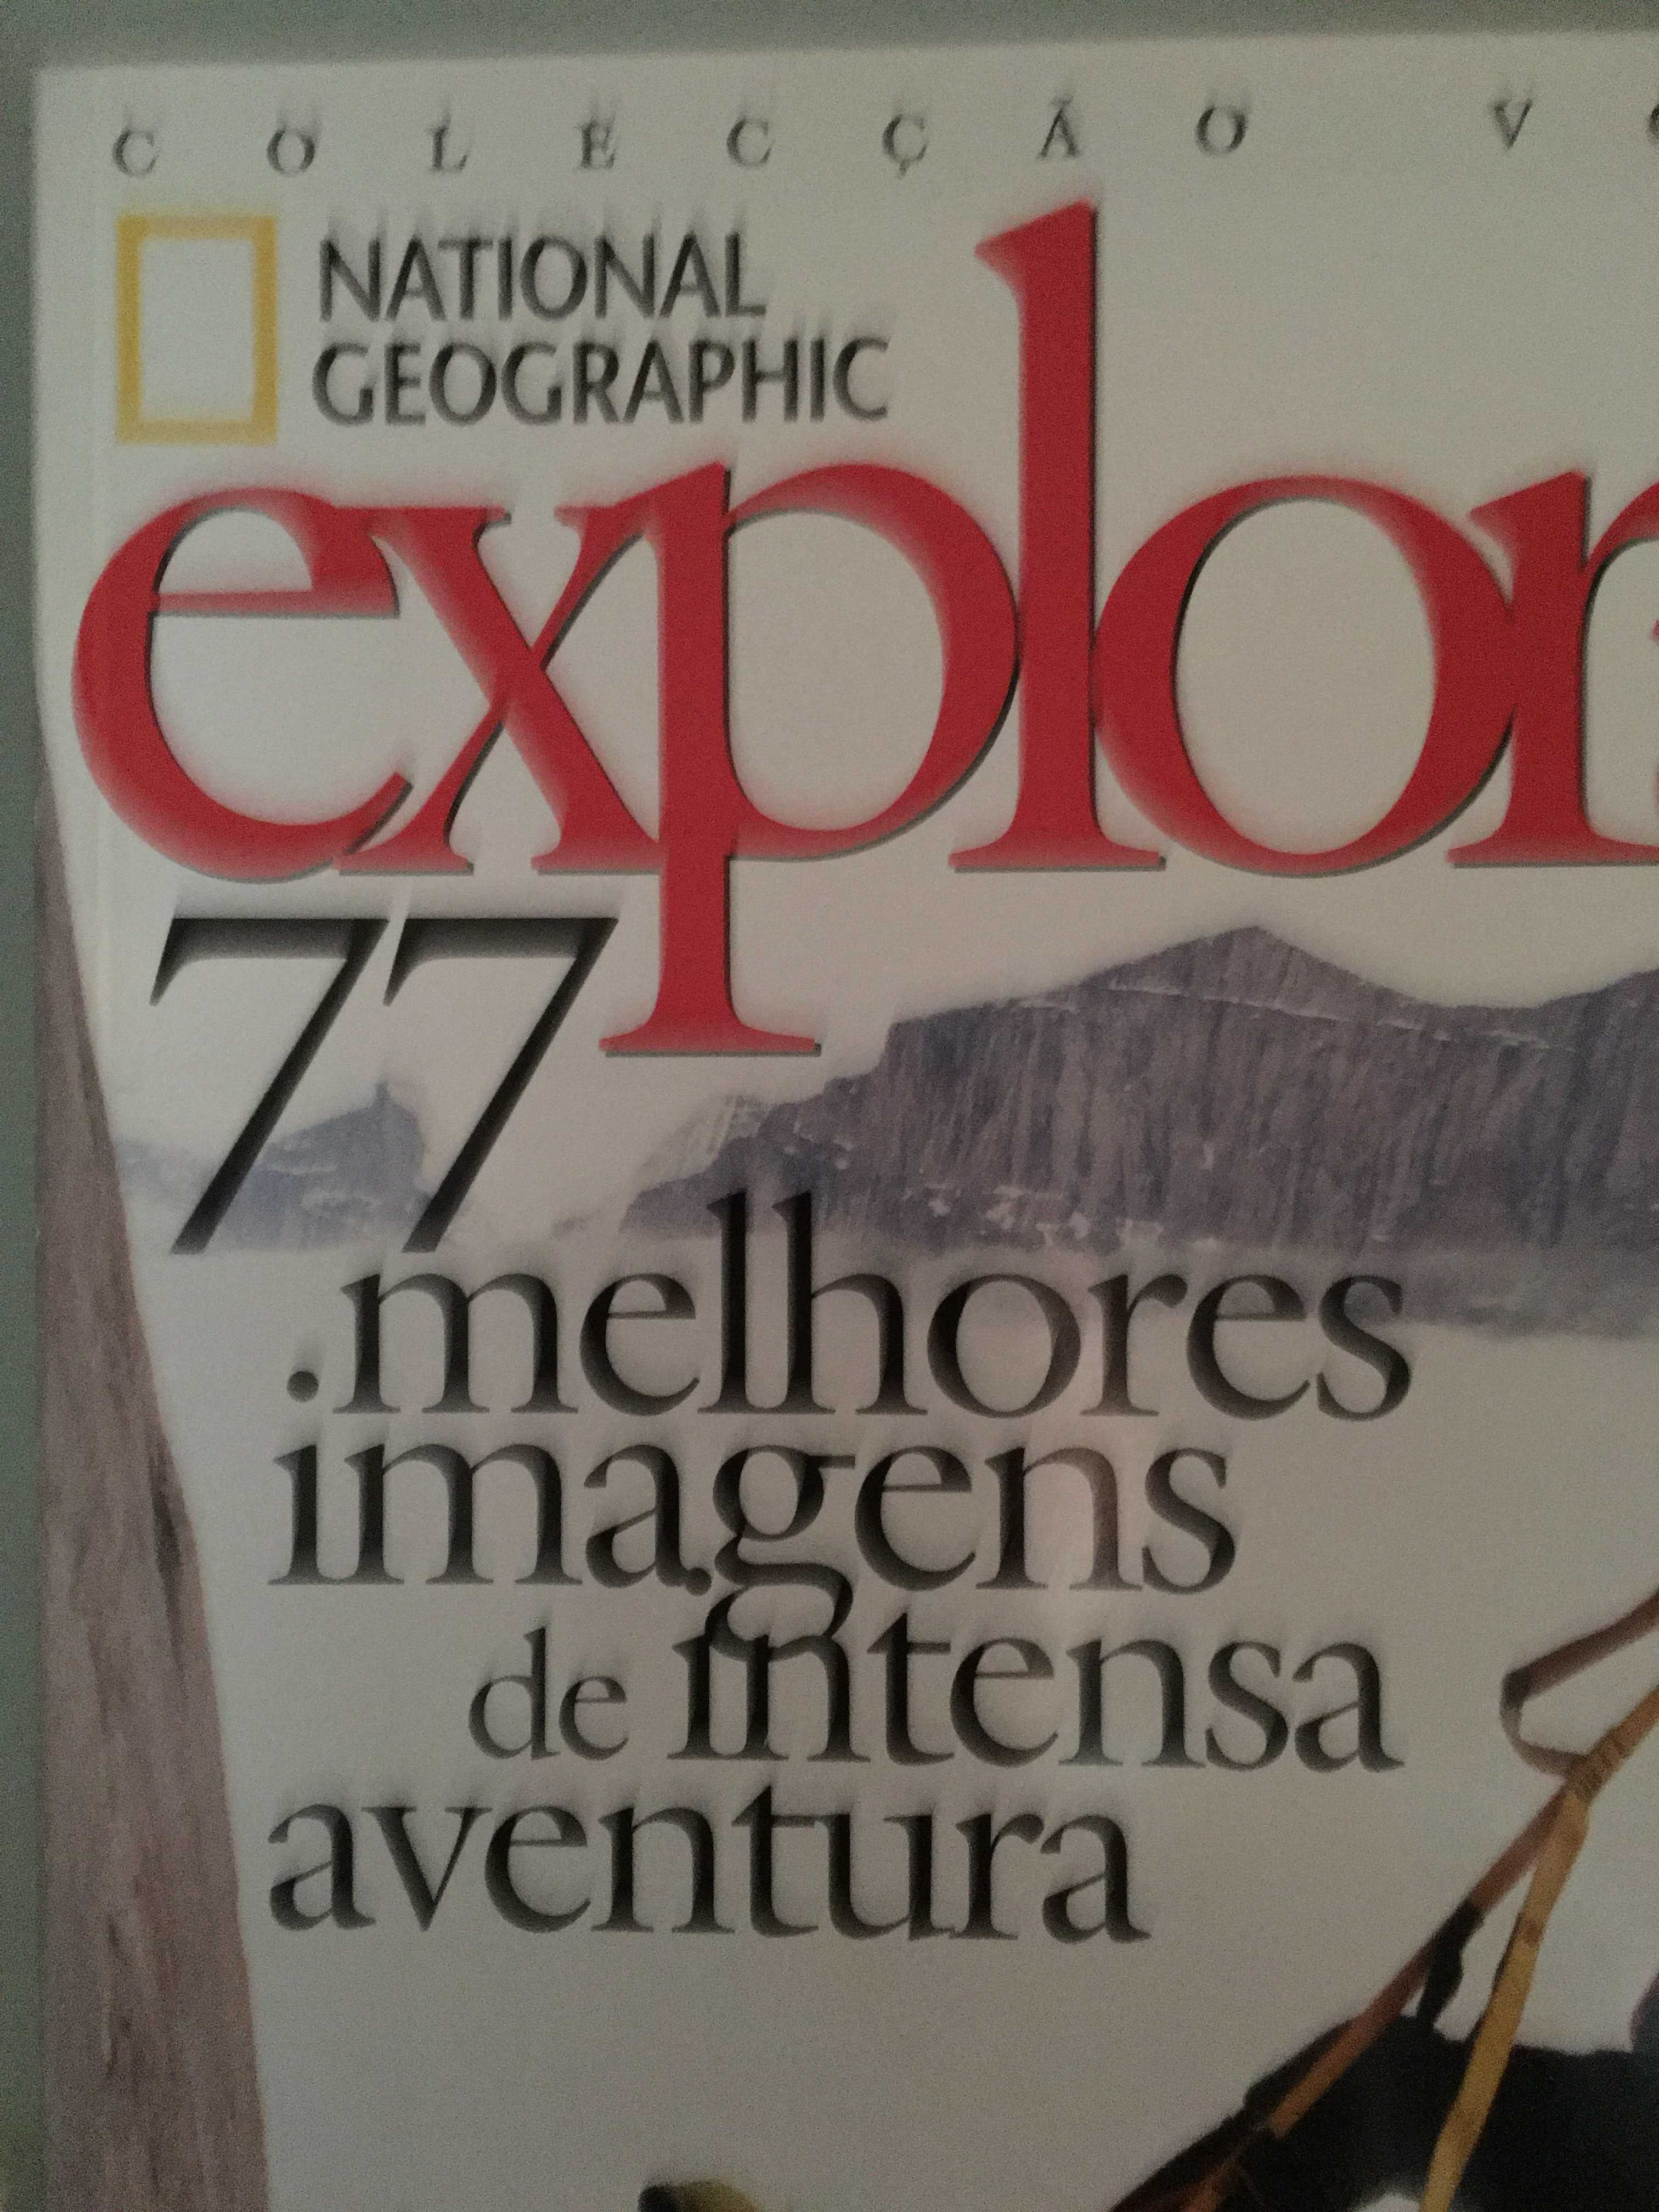 COLECÇÃO
NATIONAL
GEOGRAPHIC
77
melhores
imagens
de intensa
aventura